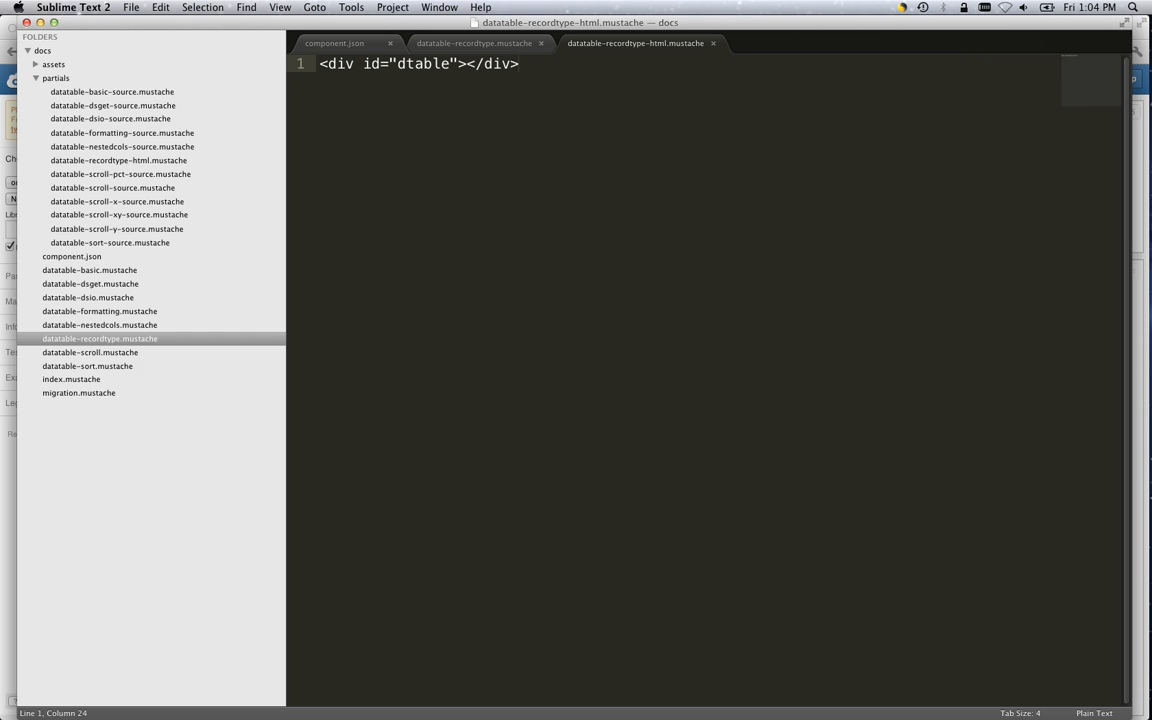 Sublime Text 2 File Edit Selection Find View Goto Tools Project Window Help Fri 1:04 PM
datatable-recordtype-html.mustache — docs
FOLDERS
docs
assets
partials
datatable-basic-source.mustache
datatable-dsget-source.mustache
datatable-dsio-source.mustache
datatable-formatting-source.mustache
datatable-nestedcols-source.mustache
datatable-recordtype-html.mustache
datatable-scroll-pct-source.mustache
datatable-scroll-source.mustache
datatable-scroll-x-source.mustache
datatable-scroll-xy-source.mustache
datatable-scroll-y-source.mustache
datatable-sort-source.mustache
component.json
datatable-basic.mustache
datatable-dsget.mustache
datatable-dsio.mustache
datatable-formatting.mustache
datatable-nestedcols.mustache
datatable-recordtype.mustache
datatable-scroll.mustache
datatable-sort.mustache
index.mustache
migration.mustache
component.json × datatable-recordtype.mustache × datatable-recordtype-html.mustache ×
1 <div id="dtable"></div>
Line 1, Column 24 Tab Size: 4 Plain Text